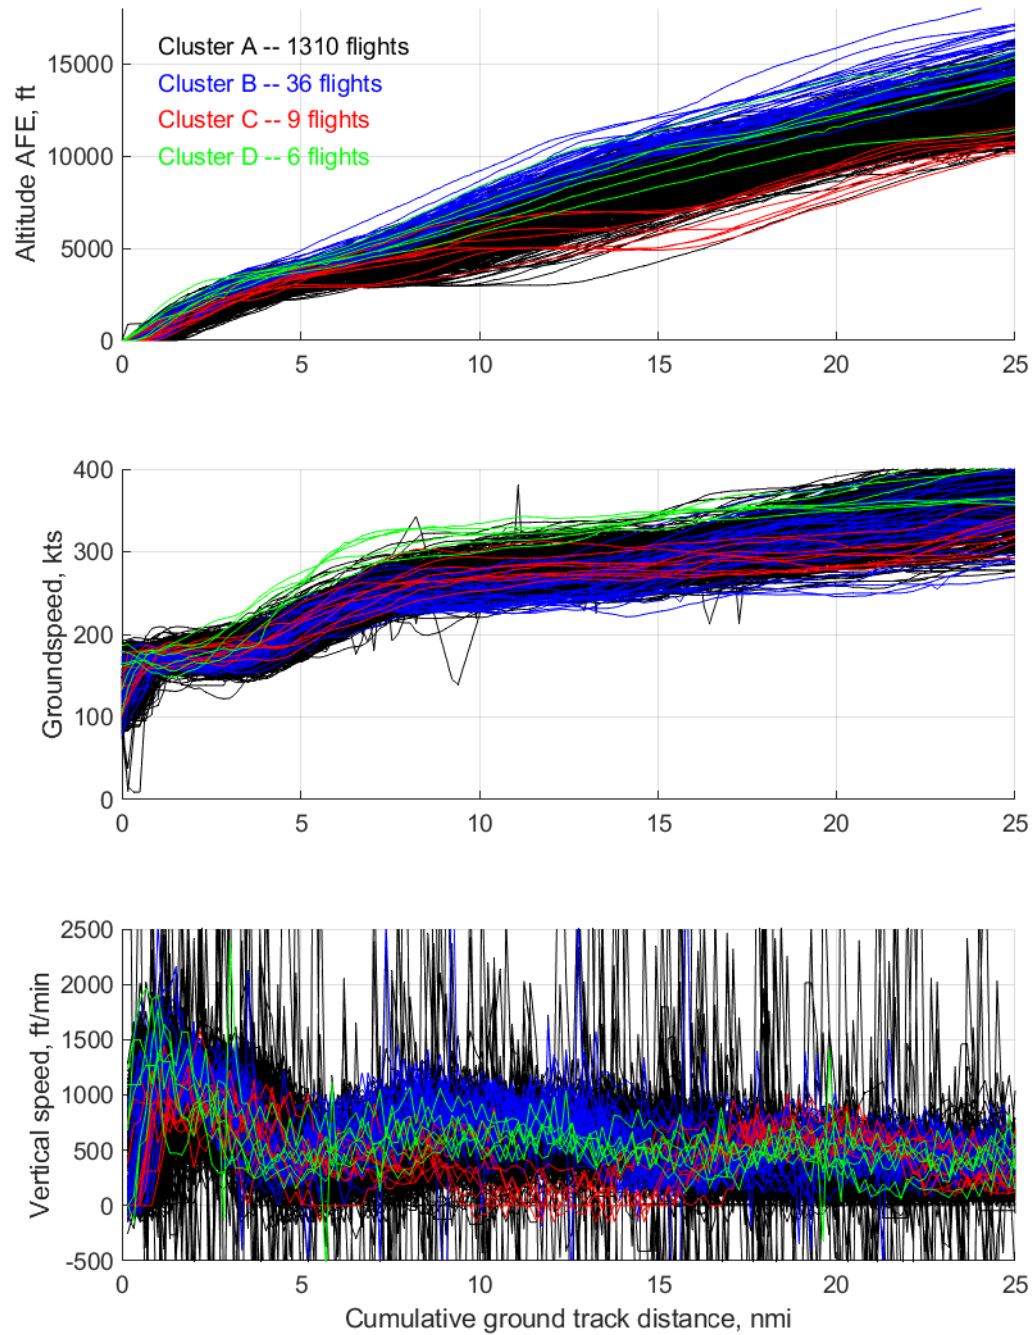 15000
10000
5000
0
Altitude AFE, ft
Cluster A -- 1310 flights
Cluster B -- 36 flights
Cluster C -- 9 flights
Cluster D -- 6 flights
0 5 10 15 20 25
400
300
200
100
0
Groundspeed, kts
0 5 10 15 20 25
2500
2000
1500
1000
500
0
-500
Vertical speed, ft/min
0 5 10 15 20 25
Cumulative ground track distance, nmi